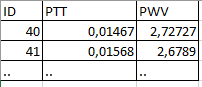 ID PTT PWV
40 0,01467 2,72727
41 0,01568 2,6789
.. .. ..